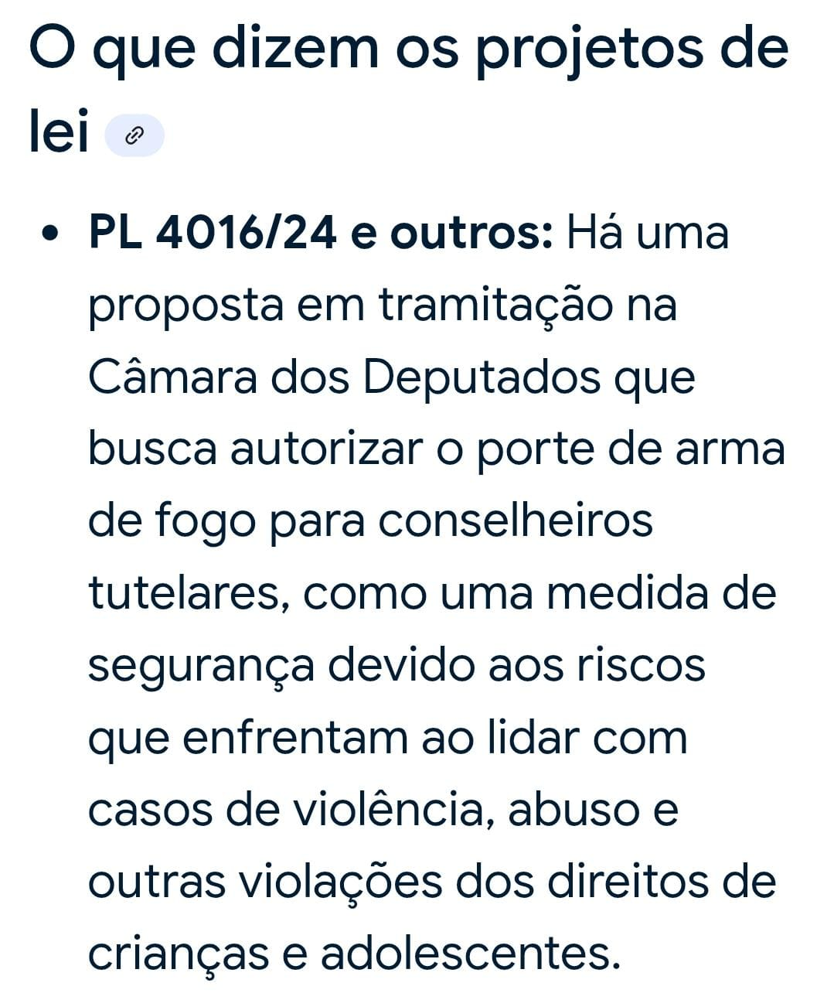 O que dizem os projetos de
lei
• PL 4016/24 e outros: Há uma
proposta em tramitação na
Câmara dos Deputados que
busca autorizar o porte de arma
de fogo para conselheiros
tutelares, como uma medida de
segurança devido aos riscos
que enfrentam ao lidar com
casos de violência, abuso e
outras violações dos direitos de
crianças e adolescentes.